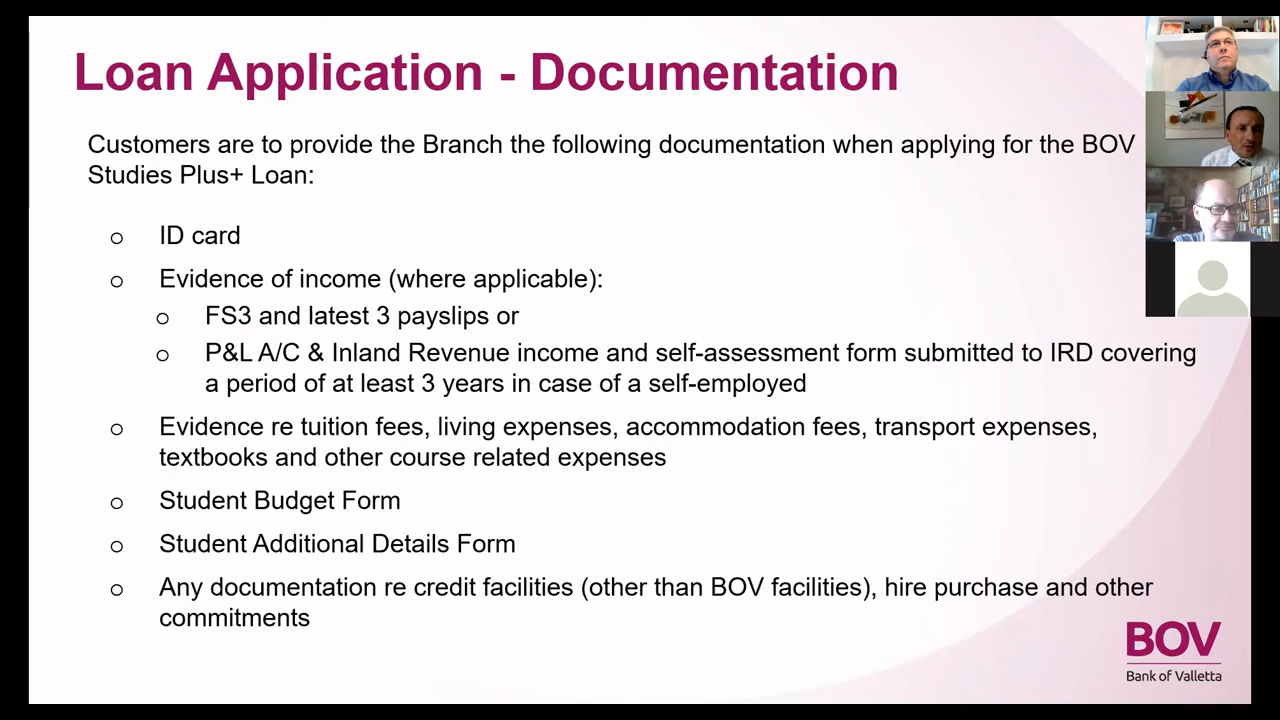 Loan Application - Documentation
Customers are to provide the Branch the following documentation when applying for the BOV
Studies Plus+ Loan:
ID card
Evidence of income (where applicable):
FS3 and latest 3 payslips or
P&L A/C & Inland Revenue income and self-assessment form submitted to IRD covering
a period of at least 3 years in case of a self-employed
Evidence re tuition fees, living expenses, accommodation fees, transport expenses,
textbooks and other course related expenses
Student Budget Form
Student Additional Details Form
Any documentation re credit facilities (other than BOV facilities), hire purchase and other
commitments
BOV
Bank of Valletta